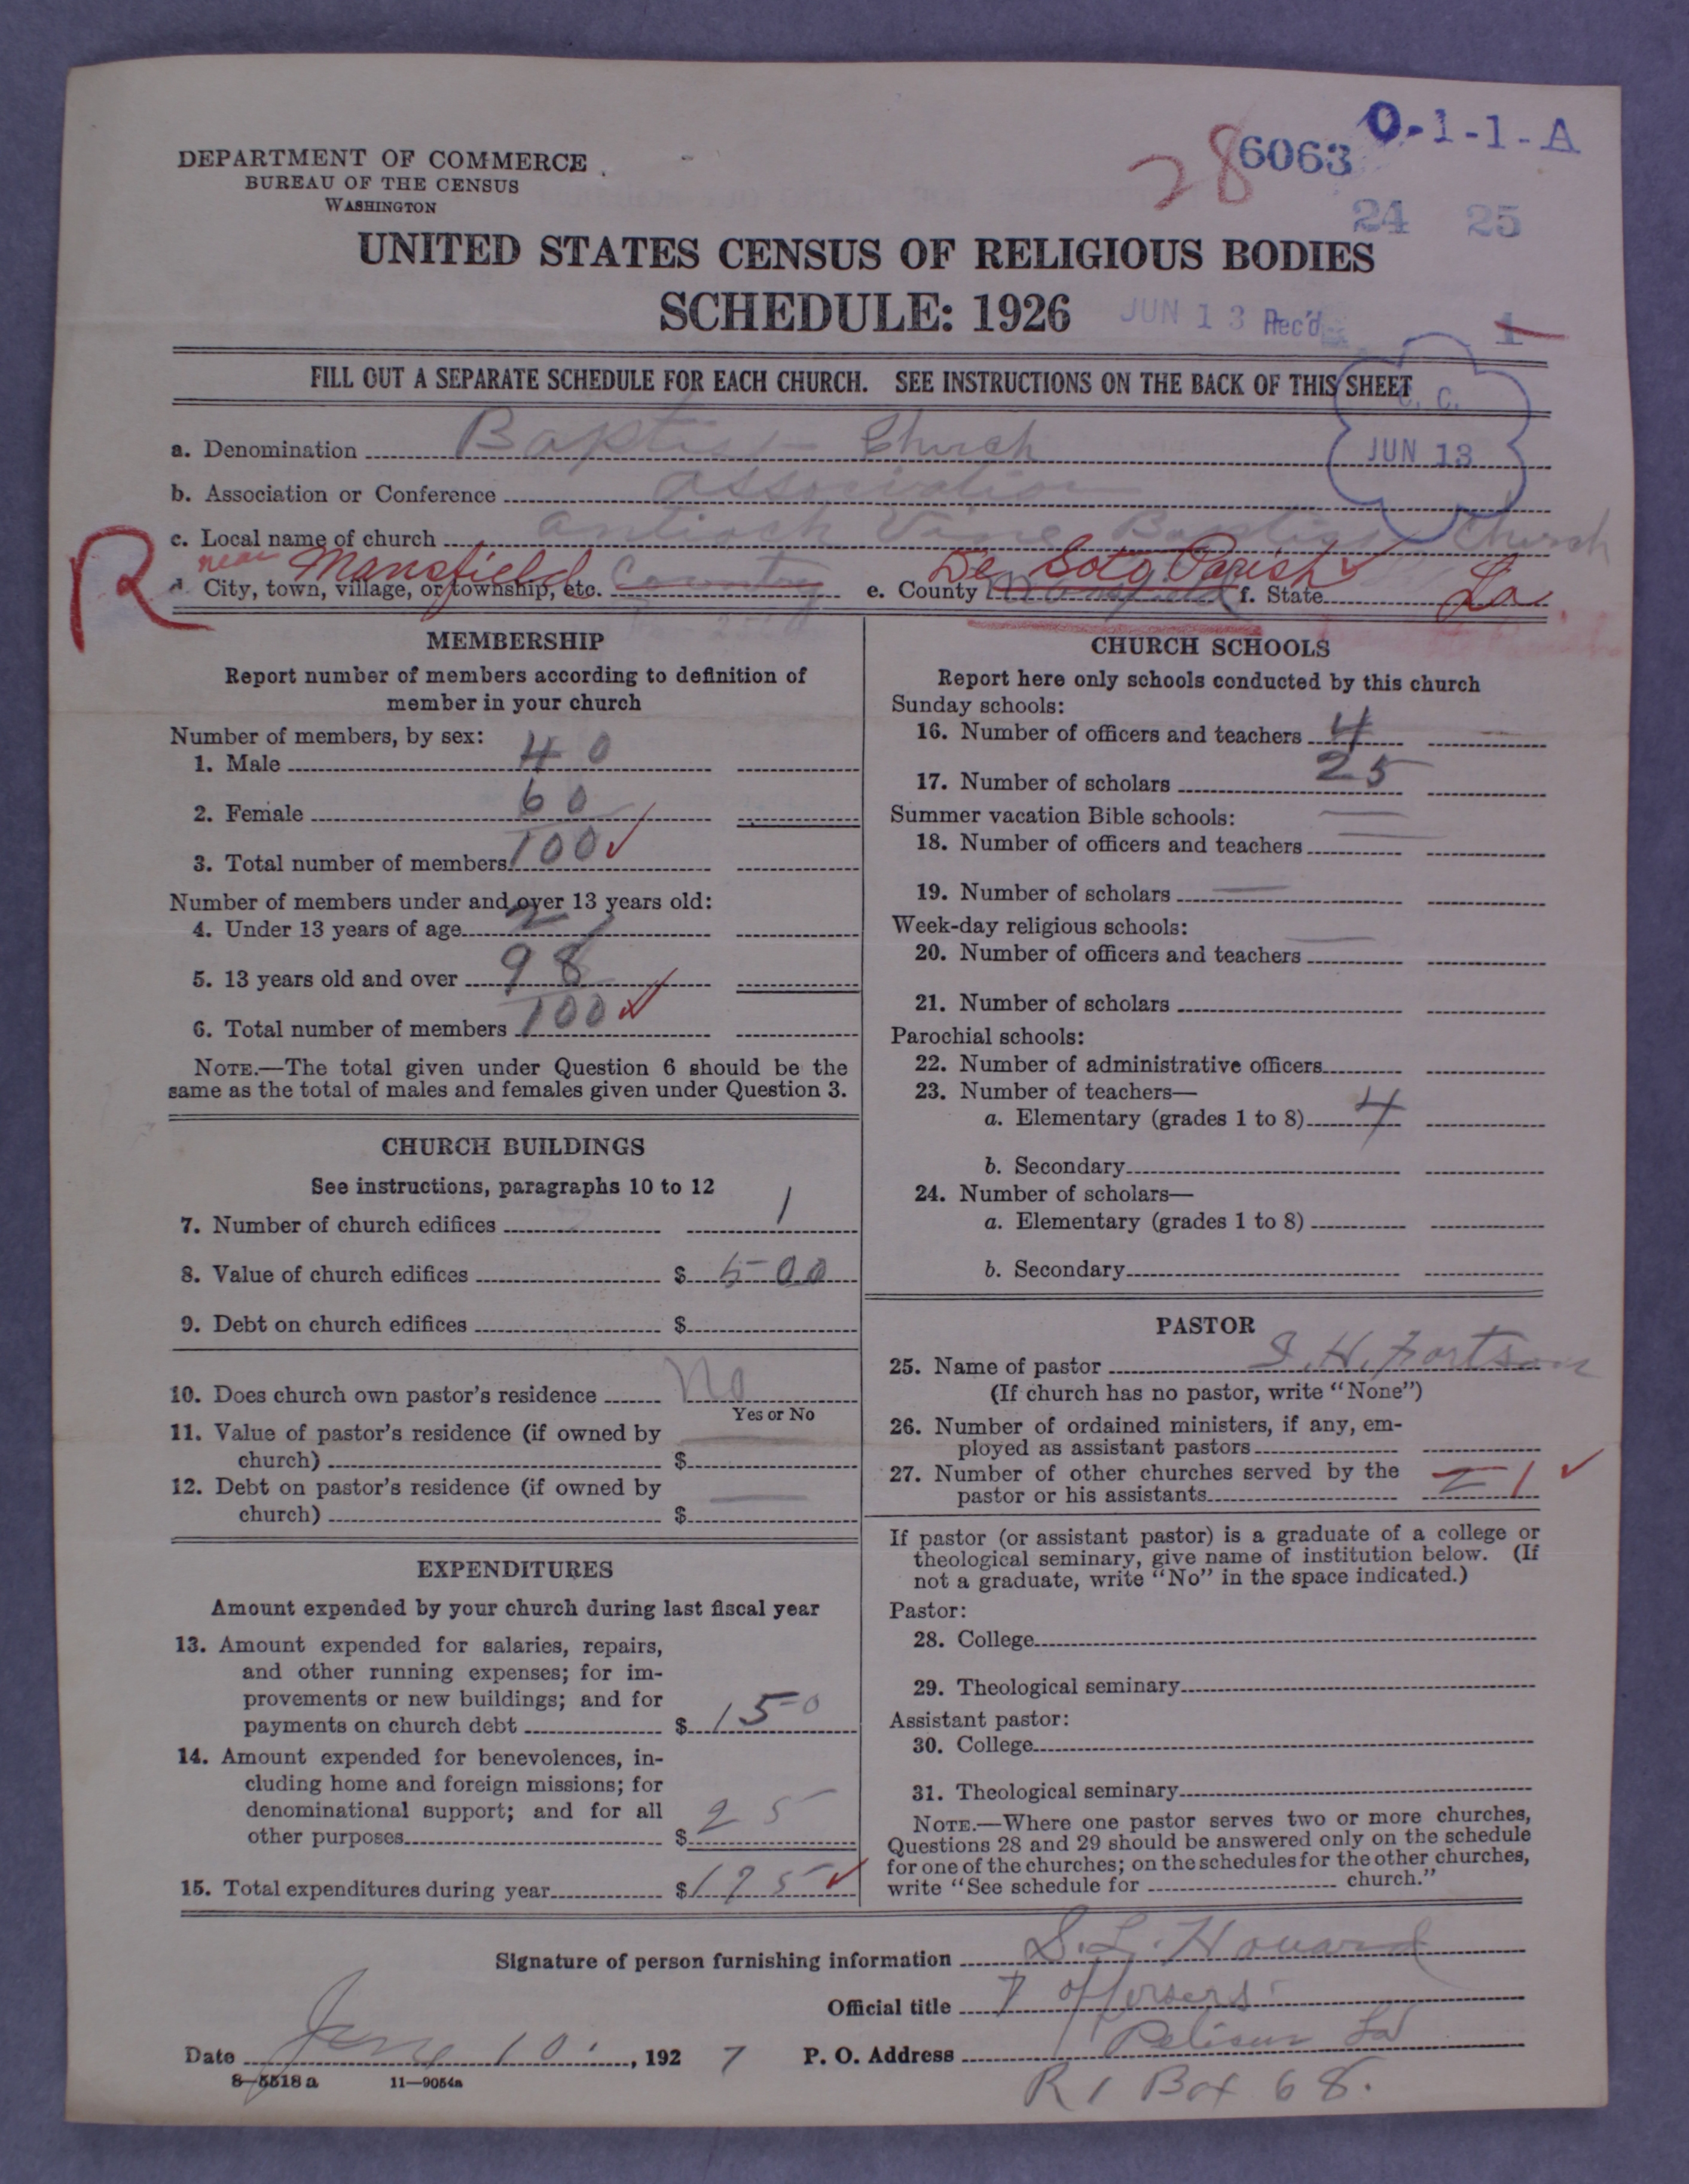 O-1-1-A
28 6063
24 25
DEPARTMENT OF COMMERCE
BUREAU OF THE CENSUS
WASHINGTON
UNITED STATES CENSUS OF RELIGIOUS BODIES
SCHEDULE: 1926
JUN 13 Rec'd
1
FILL OUT A SEPARATE SCHEDULE FOR EACH CHURCH. SEE INSTRUCTIONS ON THE BACK OF THIS SHEET
C. C.
JUN 13
a. Denomination Baptist Church
b. Association or Conference Association
c. Local name of church Antioch Vine Baptist Church
R
near Mansfield De Soto Parish La.
d. City, town, village, or township, etc. Country e. County Mansfield f. State
MEMBERSHIP
Report number of members according to definition of
member in your church
Number of members, by sex:
1. Male 40
2. Female 60
3. Total number of members 100
Number of members under and over 13 years old:
4. Under 13 years of age 2
5. 13 years old and over 98
6. Total number of members 100
NOTE.—The total given under Question 6 should be the
same as the total of males and females given under Question 3.
CHURCH BUILDINGS
See instructions, paragraphs 10 to 12
7. Number of church edifices 1
8. Value of church edifices $ 500
9. Debt on church edifices $
10. Does church own pastor's residence No
Yes or No
11. Value of pastor's residence (if owned by
church) $
12. Debt on pastor's residence (if owned by
church) $
EXPENDITURES
Amount expended by your church during last fiscal year
13. Amount expended for salaries, repairs,
and other running expenses; for im-
provements or new buildings; and for
payments on church debt $ 150
14. Amount expended for benevolences, in-
cluding home and foreign missions; for
denominational support; and for all
other purposes $ 25
15. Total expenditures during year $ 175
CHURCH SCHOOLS
Report here only schools conducted by this church
Sunday schools:
16. Number of officers and teachers 4
17. Number of scholars 25
Summer vacation Bible schools:
18. Number of officers and teachers
19. Number of scholars
Week-day religious schools:
20. Number of officers and teachers
21. Number of scholars
Parochial schools:
22. Number of administrative officers
23. Number of teachers—
a. Elementary (grades 1 to 8) 4
b. Secondary
24. Number of scholars—
a. Elementary (grades 1 to 8)
b. Secondary
PASTOR
25. Name of pastor S. H. Fortson
(If church has no pastor, write "None")
26. Number of ordained ministers, if any, em-
ployed as assistant pastors
27. Number of other churches served by the
pastor or his assistants 1
If pastor (or assistant pastor) is a graduate of a college or
theological seminary, give name of institution below. (If
not a graduate, write "No" in the space indicated.)
Pastor:
28. College
29. Theological seminary
Assistant pastor:
30. College
31. Theological seminary
NOTE.—Where one pastor serves two or more churches,
Questions 28 and 29 should be answered only on the schedule
for one of the churches; on the schedules for the other churches,
write "See schedule for church."
Signature of person furnishing information S. L. Howard
Official title 7 offersers
Date June 10, 1927 P. O. Address Pelican La
R 1 Box 68.
8—5518a 11—9054a